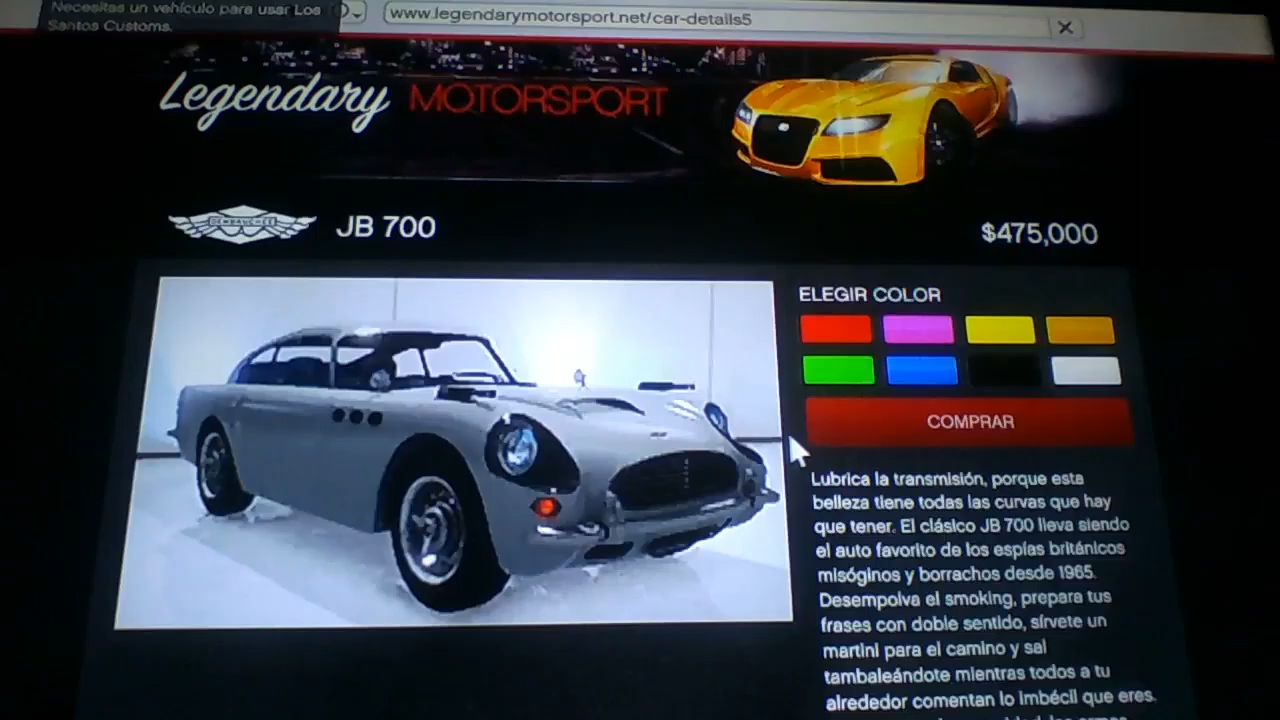 Necesitas un vehículo para usar Los
Santos Customs.
www.legendarymotorsport.net/car-details5
Legendary MOTORSPORT
DEWBAUCHEE
JB 700
$475,000
ELEGIR COLOR
COMPRAR
Lubrica la transmisión, porque esta
belleza tiene todas las curvas que hay
que tener. El clásico JB 700 lleva siendo
el auto favorito de los espías británicos
misóginos y borrachos desde 1965.
Desempolva el smoking, prepara tus
frases con doble sentido, sírvete un
martini para el camino y sal
tambaleándote mientras todos a tu
alrededor comentan lo imbécil que eres.